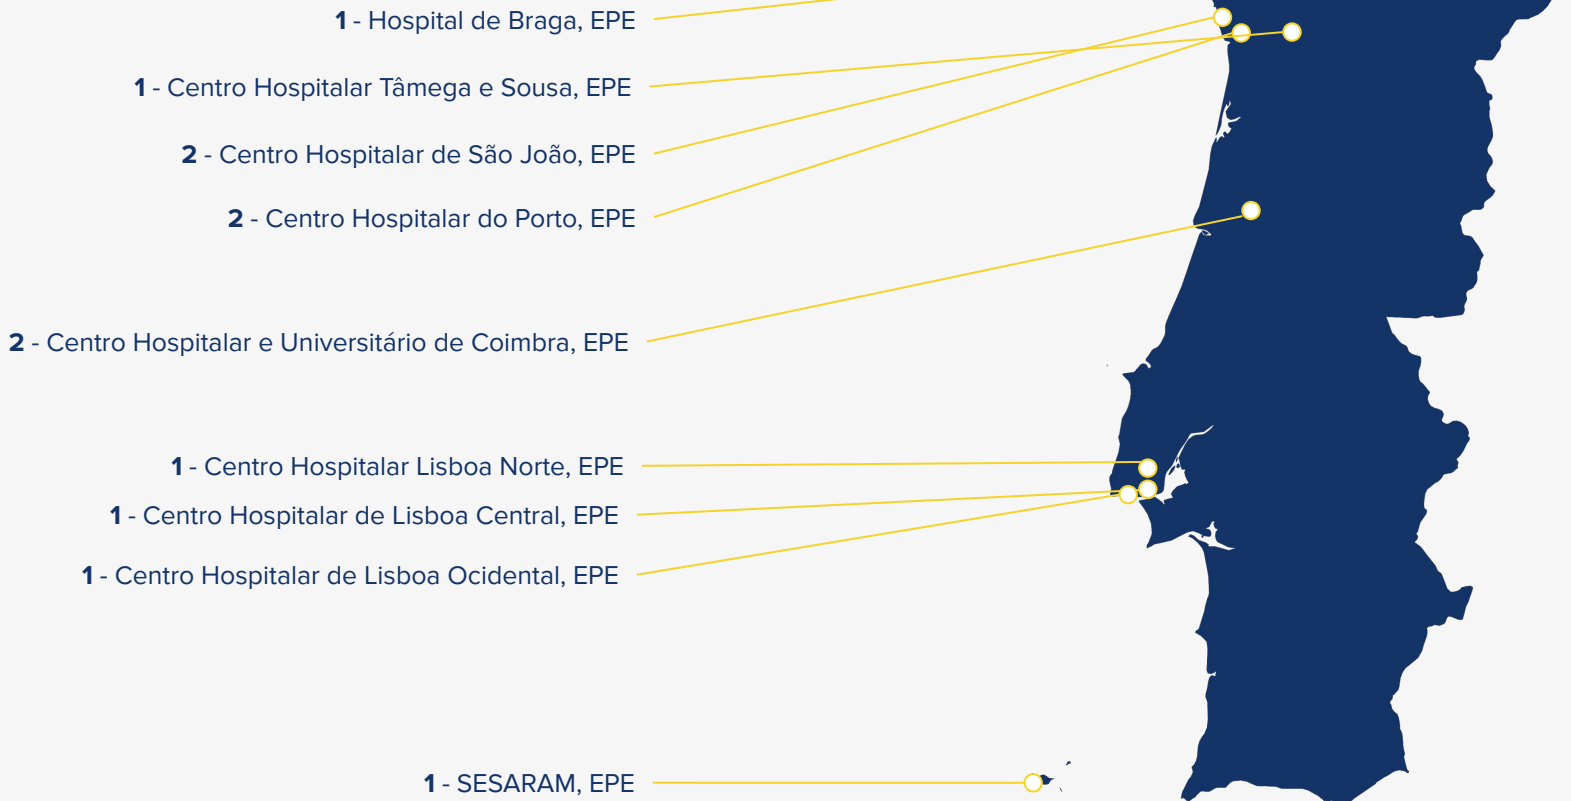 1 - Hospital de Braga, EPE
1 - Centro Hospitalar Tâmega e Sousa, EPE
2 - Centro Hospitalar de São João, EPE
2 - Centro Hospitalar do Porto, EPE
2 - Centro Hospitalar e Universitário de Coimbra, EPE
1 - Centro Hospitalar Lisboa Norte, EPE
1 - Centro Hospitalar de Lisboa Central, EPE
1 - Centro Hospitalar de Lisboa Ocidental, EPE
1 - SESARAM, EPE